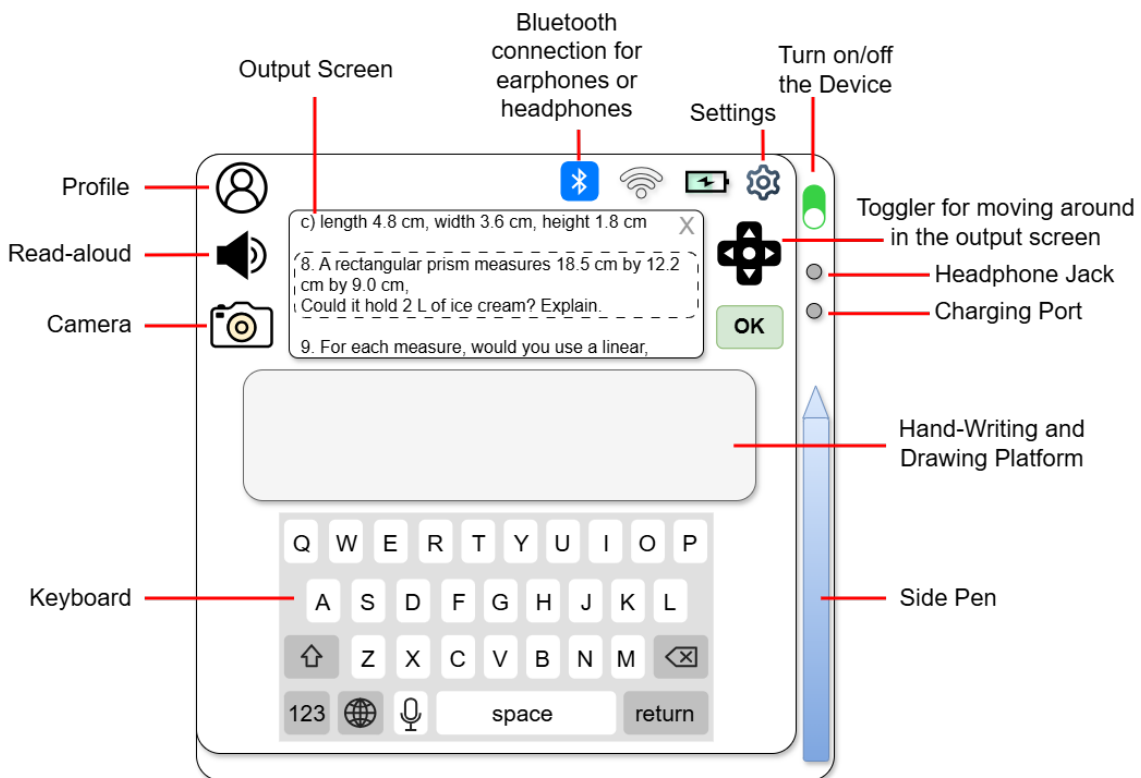 Bluetooth
connection for
earphones or
headphones
Output Screen
Turn on/off
the Device
Settings
Profile
Read-aloud
Camera
c) length 4.8 cm, width 3.6 cm, height 1.8 cm
X
8. A rectangular prism measures 18.5 cm by 12.2
cm by 9.0 cm,
Could it hold 2 L of ice cream? Explain.
9. For each measure, would you use a linear,
OK
Toggler for moving around
in the output screen
Headphone Jack
Charging Port
Hand-Writing and
Drawing Platform
Keyboard
Q W E R T Y U I O P
A S D F G H J K L
Z X C V B N M
123 space return
Side Pen